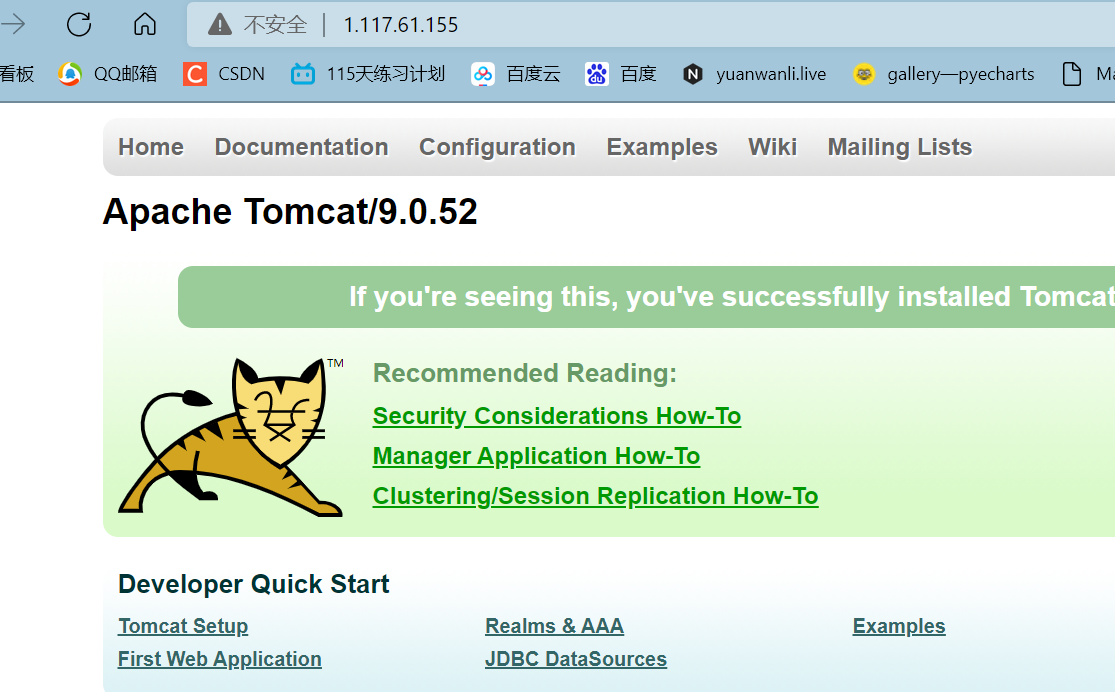 不安全 | 1.117.61.155
看板 QQ邮箱 CSDN 115天练习计划 百度云 du 百度 N yuanwanli.live gallery—pyecharts Ma
Home Documentation Configuration Examples Wiki Mailing Lists
Apache Tomcat/9.0.52
If you're seeing this, you've successfully installed Tomcat
TM
Recommended Reading:
Security Considerations How-To
Manager Application How-To
Clustering/Session Replication How-To
Developer Quick Start
Tomcat Setup Realms & AAA Examples
First Web Application JDBC DataSources